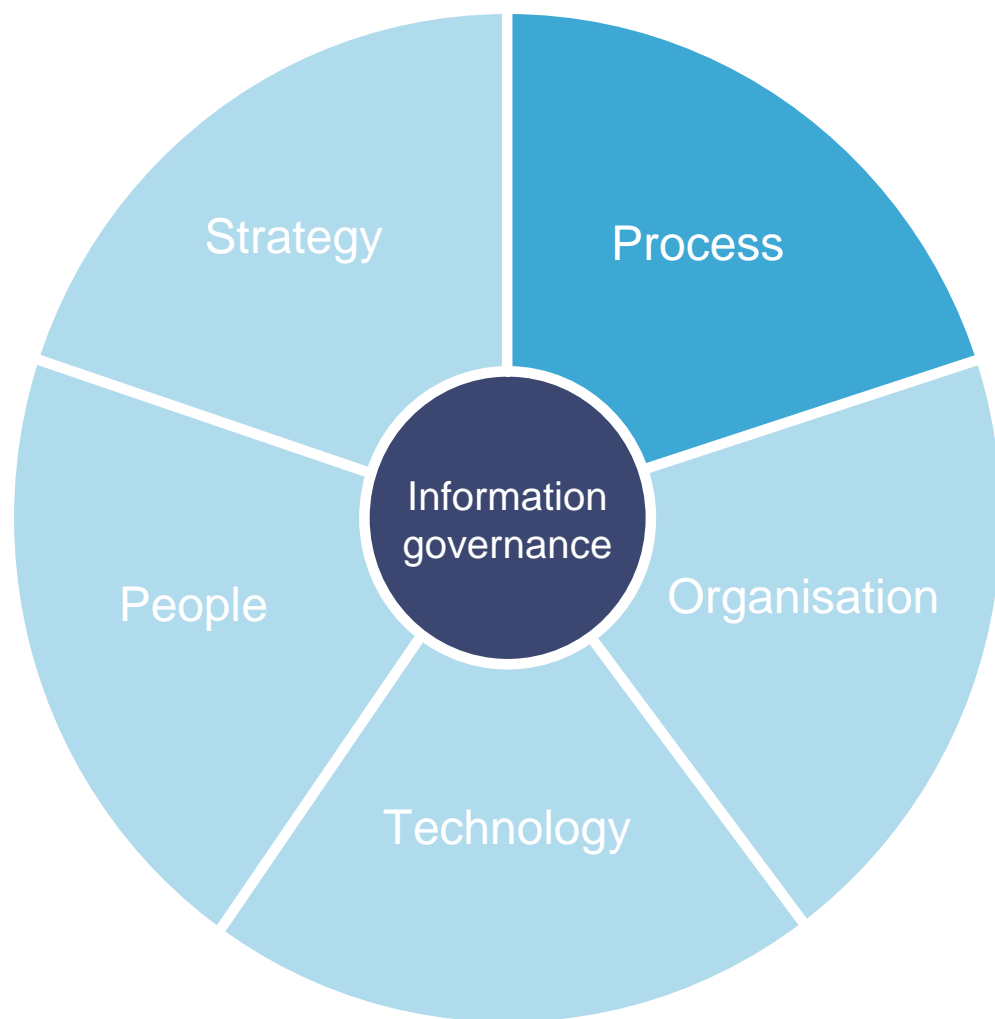 Strategy
Process
Information
governance
People
Organisation
Technology